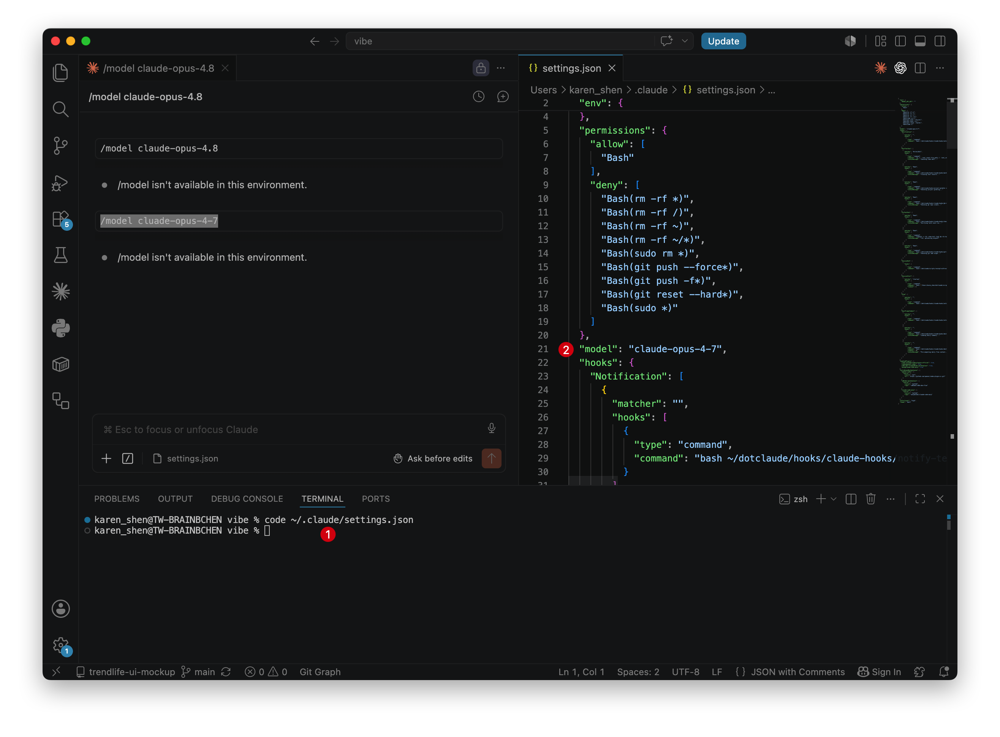 vibe
Update
/model claude-opus-4.8
settings.json
/model claude-opus-4.8
/model claude-opus-4.8
/model isn't available in this environment.
/model cluade-opus-4-7
/model isn't available in this environment.
⌘ Esc to focus or unfocus Claude
settings.json
Ask before edits
Users > karen_shen > .claude > {} settings.json > ...
2 "env": {
4 },
5 "permissions": {
6 "allow": [
7 "Bash"
8 ],
9 "deny": [
10 "Bash(rm -rf *)",
11 "Bash(rm -rf /)",
12 "Bash(rm -rf ~)",
13 "Bash(rm -rf ~/*)",
14 "Bash(sudo rm *)",
15 "Bash(git push --force*)",
16 "Bash(git push -f*)",
17 "Bash(git reset --hard*)",
18 "Bash(sudo *)"
19 ]
20 },
21 2 "model": "claude-opus-4-7",
22 "hooks": {
23 "Notification": [
24 {
25 "matcher": "",
26 "hooks": [
27 {
28 "type": "command",
29 "command": "bash ~/dotclaude/hooks/claude-hooks/notify-te
30 }
31 ]
5
1
PROBLEMS OUTPUT DEBUG CONSOLE TERMINAL PORTS
zsh
karen_shen@TW-BRAINBCHEN vibe % code ~/.claude/settings.json
karen_shen@TW-BRAINBCHEN vibe %
1
trendlife-ui-mockup main 0 0 Git Graph
Ln 1, Col 1 Spaces: 2 UTF-8 LF {} JSON with Comments Sign In